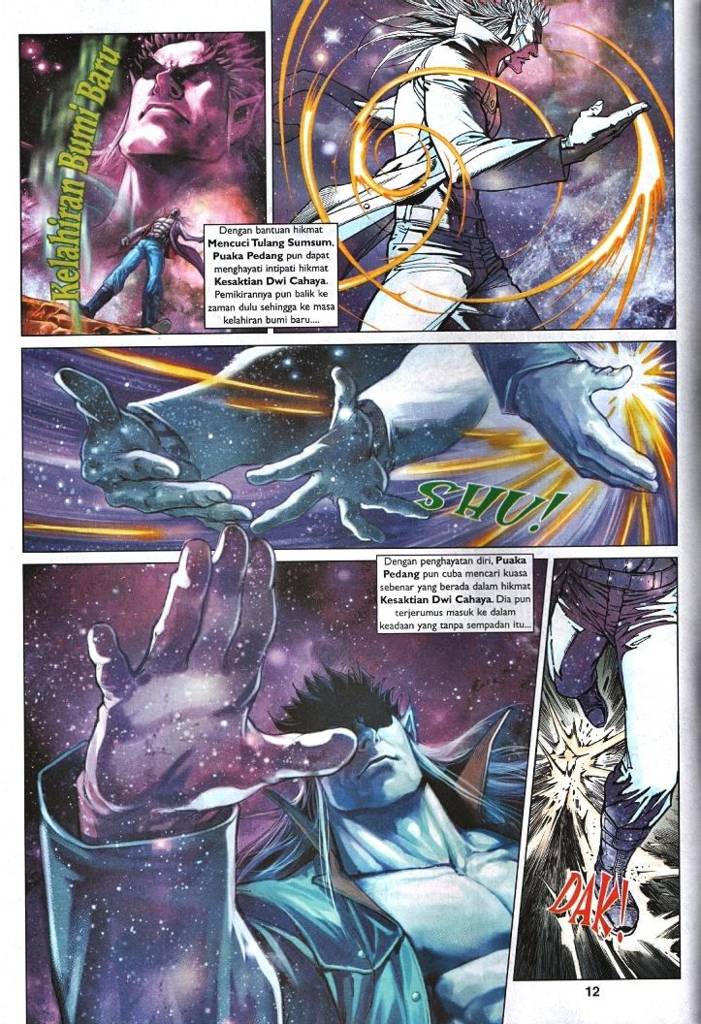 Kelahiran Bumi Baru
Dengan bantuan hikmat
Mencuci Tulang Sumsum,
Puaka Pedang pun dapat
menghayati intipati hikmat
Kesaktian Dwi Cahaya.
Pemikirannya pun balik ke
zaman dulu sehingga ke masa
kelahiran bumi baru....
SHU!
Dengan penghayatan diri, Puaka
Pedang pun cuba mencari kuasa
sebenar yang berada dalam hikmat
Kesaktian Dwi Cahaya. Dia pun
terjerumus masuk ke dalam
keadaan yang tanpa sempadan itu...
DAK!
12